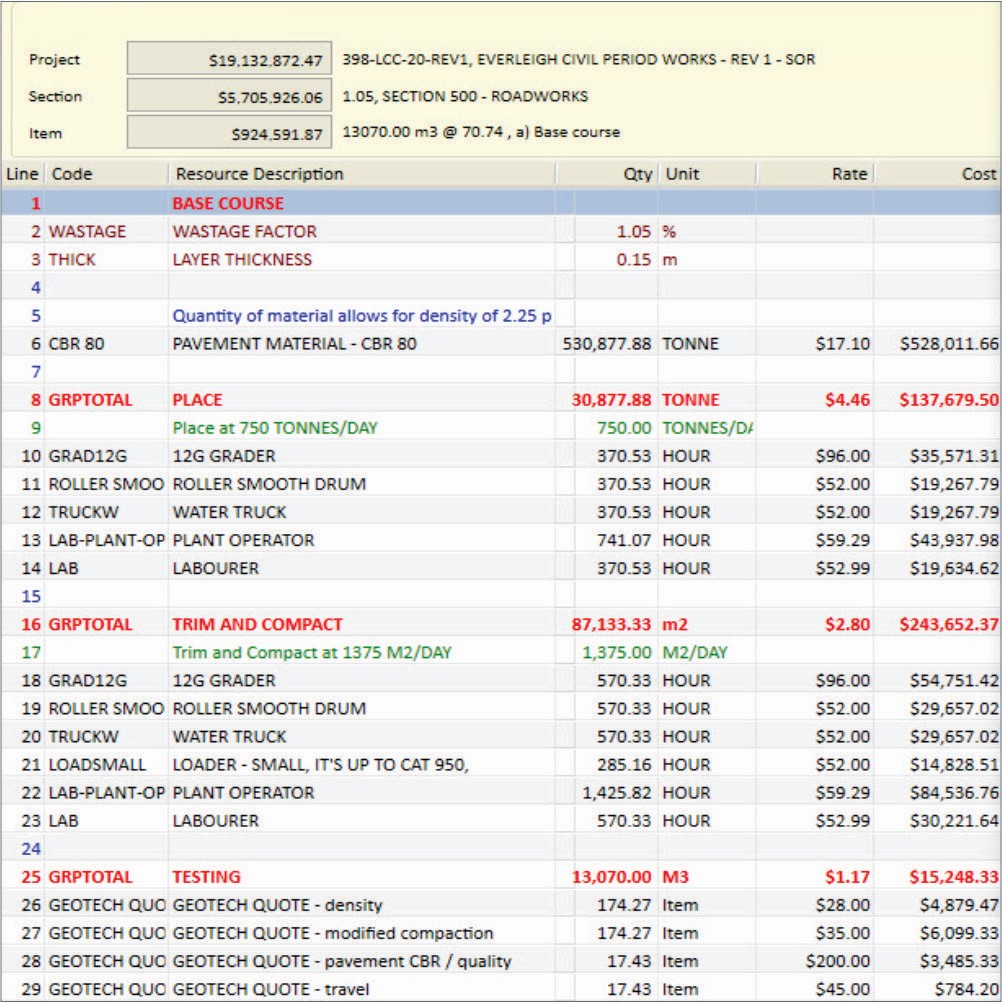 Project $19,132,872.47 398-LCC-20-REV1, EVERLEIGH CIVIL PERIOD WORKS - REV 1 - SOR
Section $5,705,926.06 1.05, SECTION 500 - ROADWORKS
Item $924,591.87 13070.00 m3 @ 70.74 , a) Base course
Line Code Resource Description Qty Unit Rate Cost
1 BASE COURSE
2 WASTAGE WASTAGE FACTOR 1.05 %
3 THICK LAYER THICKNESS 0.15 m
4
5 Quantity of material allows for density of 2.25 p
6 CBR 80 PAVEMENT MATERIAL - CBR 80 530,877.88 TONNE $17.10 $528,011.66
7
8 GRPTOTAL PLACE 30,877.88 TONNE $4.46 $137,679.50
9 Place at 750 TONNES/DAY 750.00 TONNES/DA
10 GRAD12G 12G GRADER 370.53 HOUR $96.00 $35,571.31
11 ROLLER SMOO ROLLER SMOOTH DRUM 370.53 HOUR $52.00 $19,267.79
12 TRUCKW WATER TRUCK 370.53 HOUR $52.00 $19,267.79
13 LAB-PLANT-OP PLANT OPERATOR 741.07 HOUR $59.29 $43,937.98
14 LAB LABOURER 370.53 HOUR $52.99 $19,634.62
15
16 GRPTOTAL TRIM AND COMPACT 87,133.33 m2 $2.80 $243,652.37
17 Trim and Compact at 1375 M2/DAY 1,375.00 M2/DAY
18 GRAD12G 12G GRADER 570.33 HOUR $96.00 $54,751.42
19 ROLLER SMOO ROLLER SMOOTH DRUM 570.33 HOUR $52.00 $29,657.02
20 TRUCKW WATER TRUCK 570.33 HOUR $52.00 $29,657.02
21 LOADSMALL LOADER - SMALL, IT'S UP TO CAT 950, 285.16 HOUR $52.00 $14,828.51
22 LAB-PLANT-OP PLANT OPERATOR 1,425.82 HOUR $59.29 $84,536.76
23 LAB LABOURER 570.33 HOUR $52.99 $30,221.64
24
25 GRPTOTAL TESTING 13,070.00 M3 $1.17 $15,248.33
26 GEOTECH QUO GEOTECH QUOTE - density 174.27 Item $28.00 $4,879.47
27 GEOTECH QUO GEOTECH QUOTE - modified compaction 174.27 Item $35.00 $6,099.33
28 GEOTECH QUO GEOTECH QUOTE - pavement CBR / quality 17.43 Item $200.00 $3,485.33
29 GEOTECH QUO GEOTECH QUOTE - travel 17.43 Item $45.00 $784.20